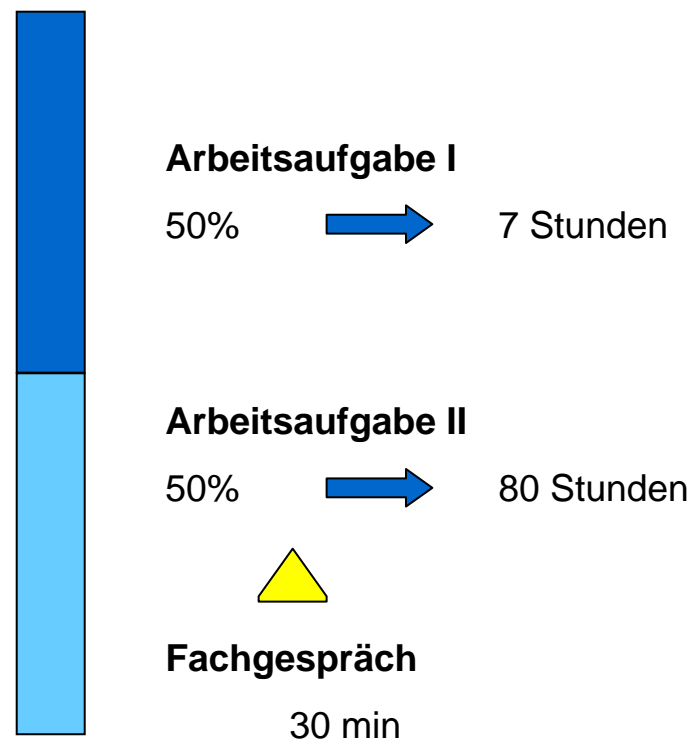 Arbeitsaufgabe I
50% 7 Stunden
Arbeitsaufgabe II
50% 80 Stunden
Fachgespräch
30 min